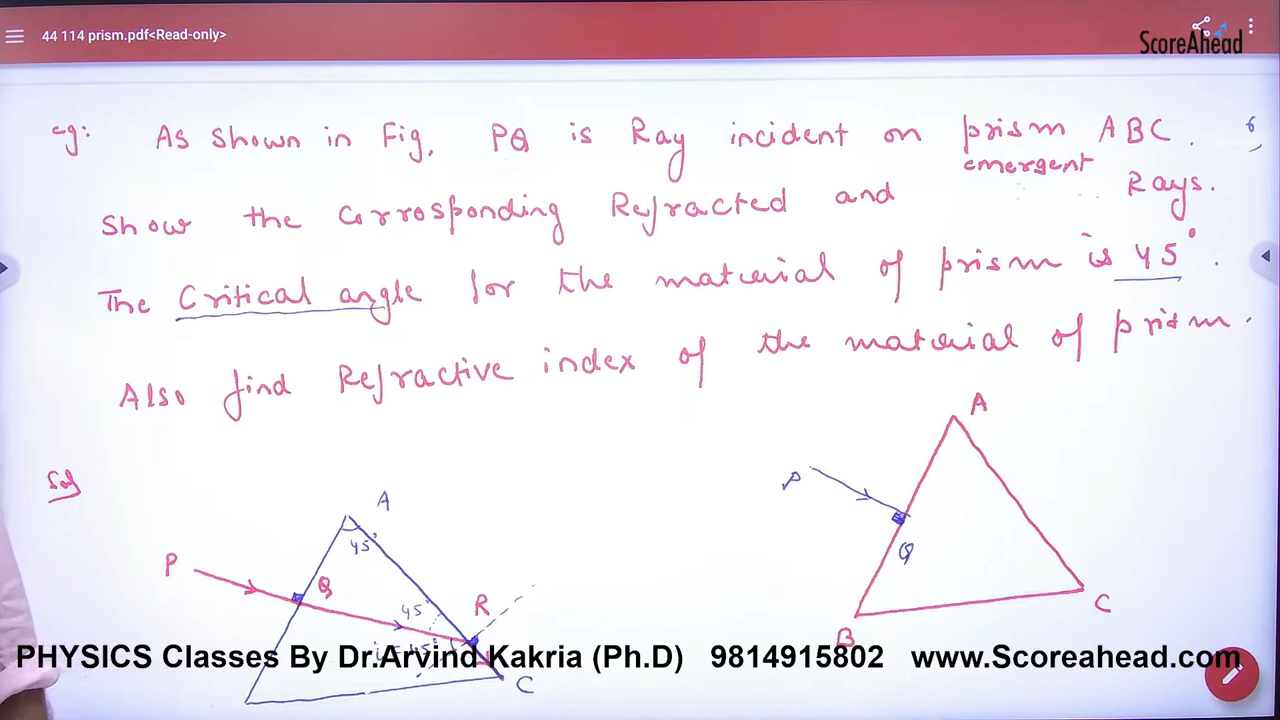 44 114 prism.pdf<Read-only>
ScoreAhead
eg: As Shown in Fig, PQ is Ray incident on prism ABC. 6
Show the Corrosponding Refracted and emergent Rays.
The Critical angle for the material of prism is 45°.
Also find Refractive index of the material of prism.
Sol
A
P
Q
B
C
A
45°
P
Q
45°
R
i=45°
C
PHYSICS Classes By Dr.Arvind Kakria (Ph.D) 9814915802 www.Scoreahead.com